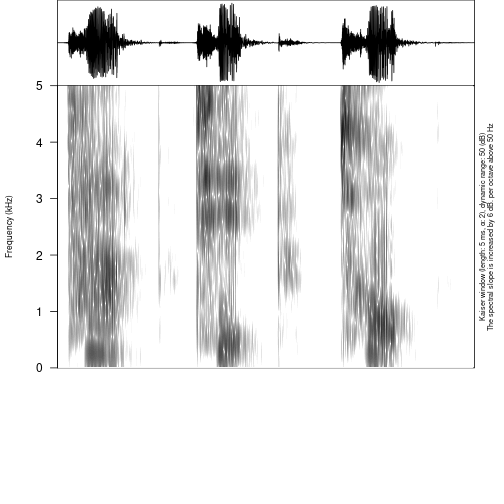 5
4
3
2
1
0
Frequency (kHz)
Kaiser window (length: 5 ms, α: 2), dynamic range: 50 (dB)
The spectral slope is increased by 6 dB, per octave above 50 Hz